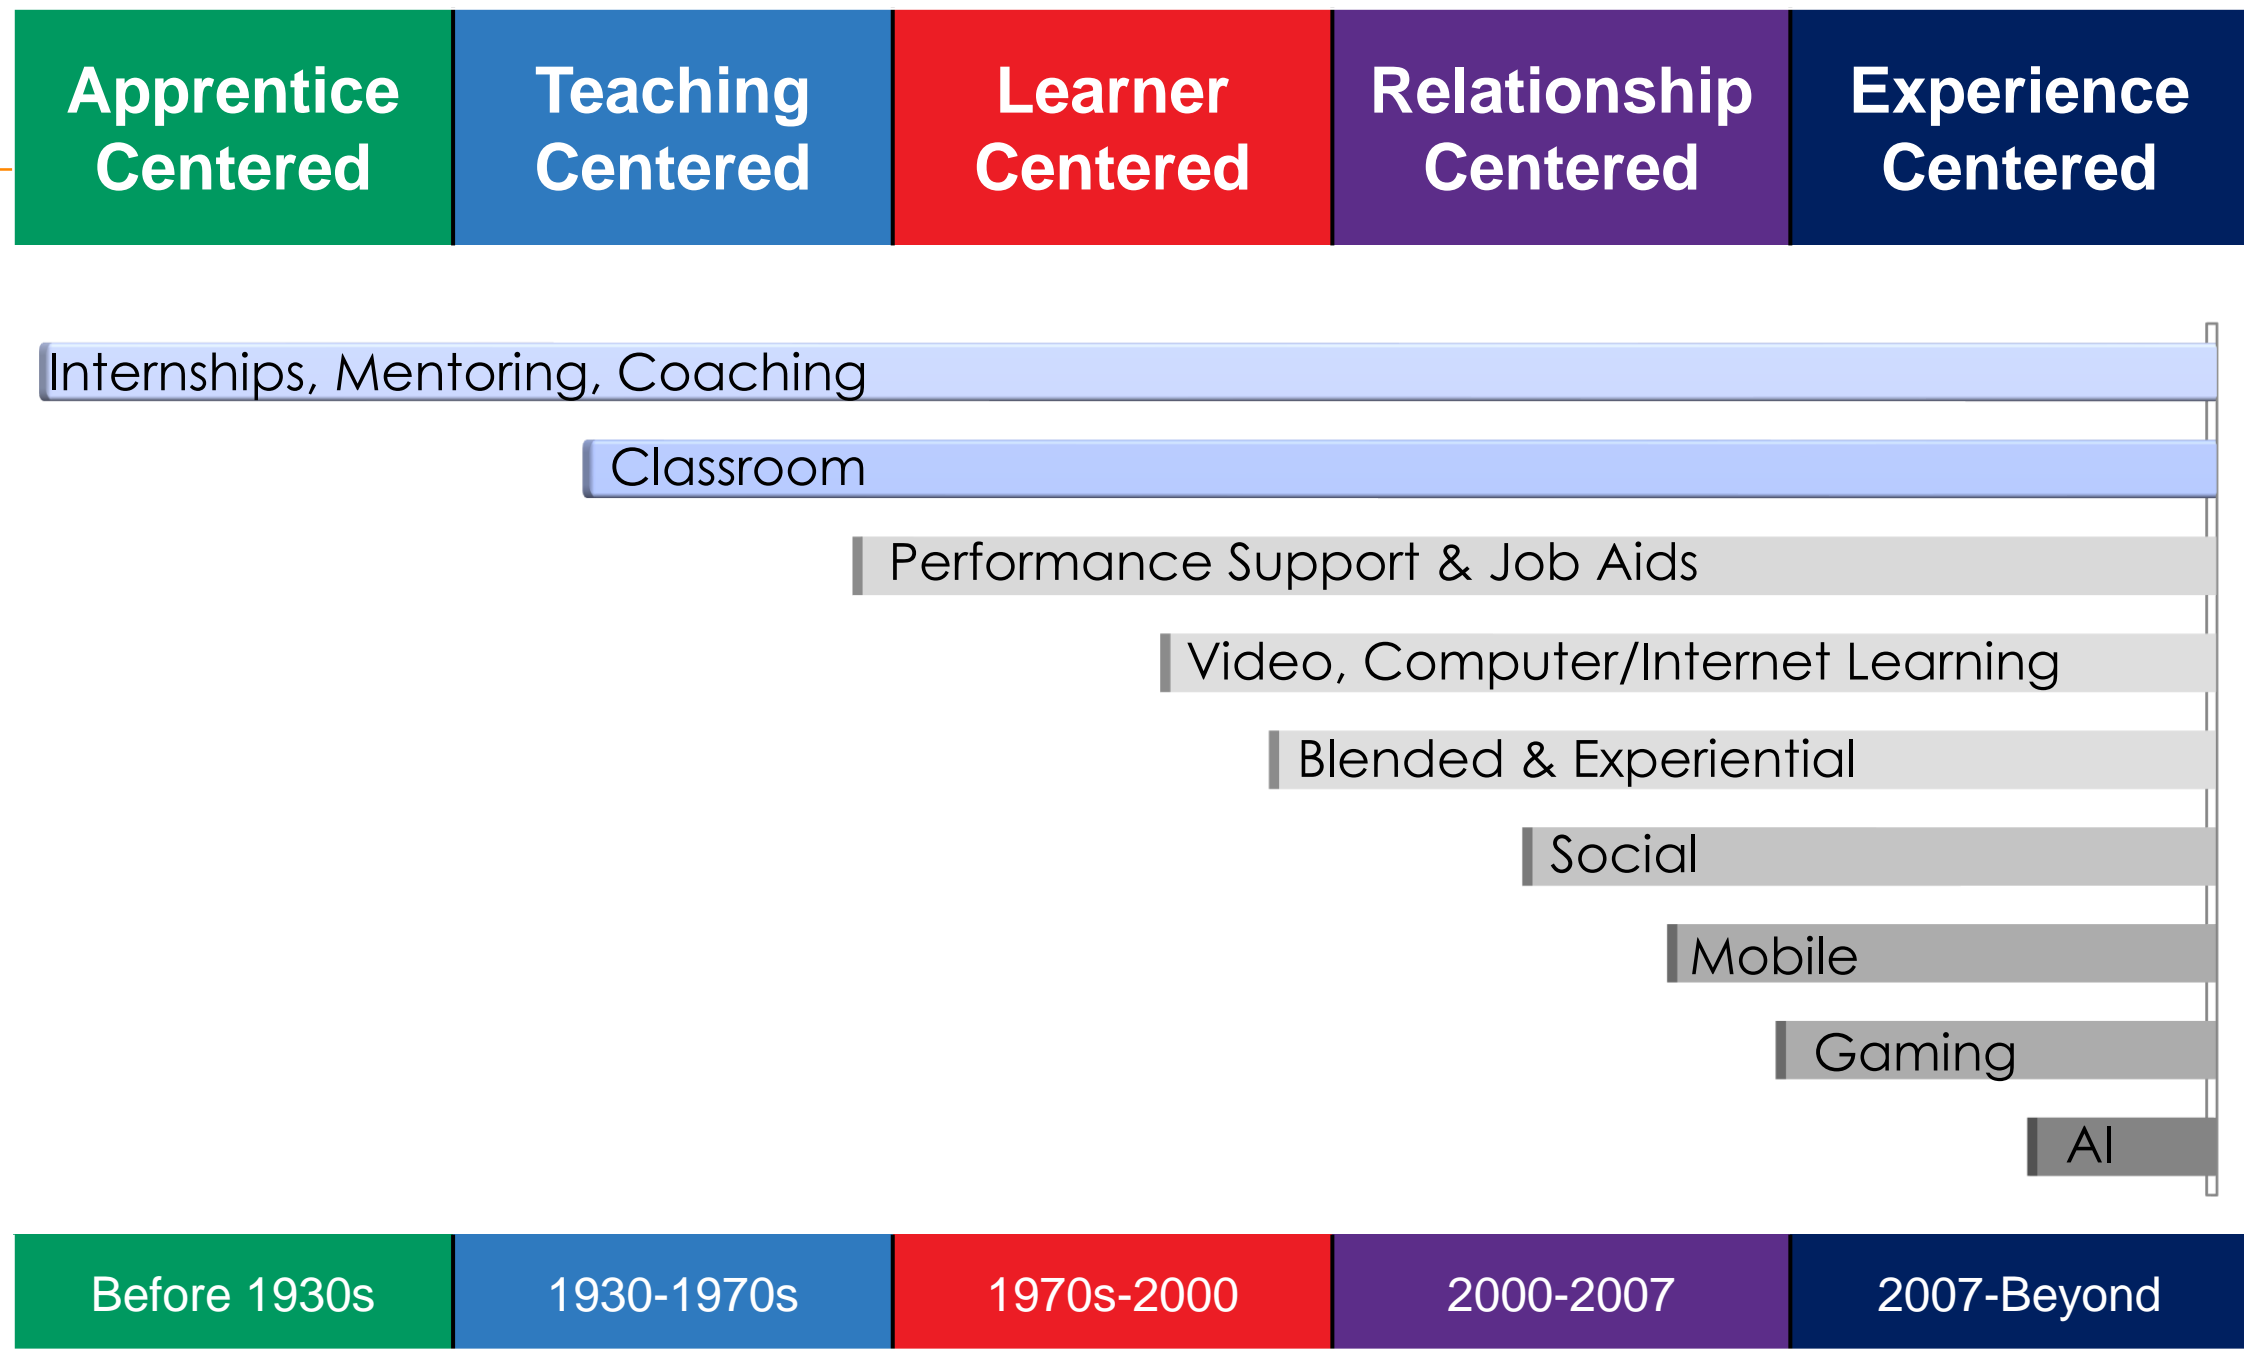 Apprentice
Centered
Teaching
Centered
Learner
Centered
Relationship
Centered
Experience
Centered
Internships, Mentoring, Coaching
Classroom
Performance Support & Job Aids
Video, Computer/Internet Learning
Blended & Experiential
Social
Mobile
Gaming
AI
Before 1930s
1930-1970s
1970s-2000
2000-2007
2007-Beyond